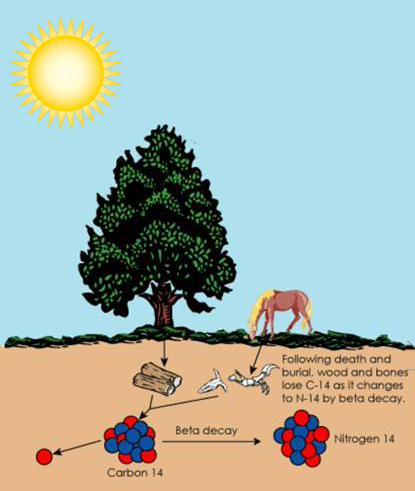 Following death and
burial, wood and bones
lose C-14 as it changes
to N-14 by beta decay.
Beta decay
Nitrogen 14
Carbon 14